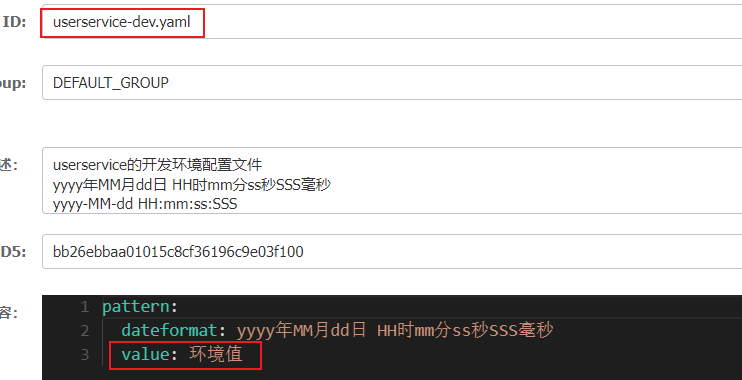 ID:
userservice-dev.yaml
oup:
DEFAULT_GROUP
述:
userservice的开发环境配置文件
yyyy年MM月dd日 HH时mm分ss秒SSS毫秒
yyyy-MM-dd HH:mm:ss:SSS
D5:
bb26ebbaa01015c8cf36196c9e03f100
容:
1 pattern:
2 dateformat: yyyy年MM月dd日 HH时mm分ss秒SSS毫秒
3 value: 环境值